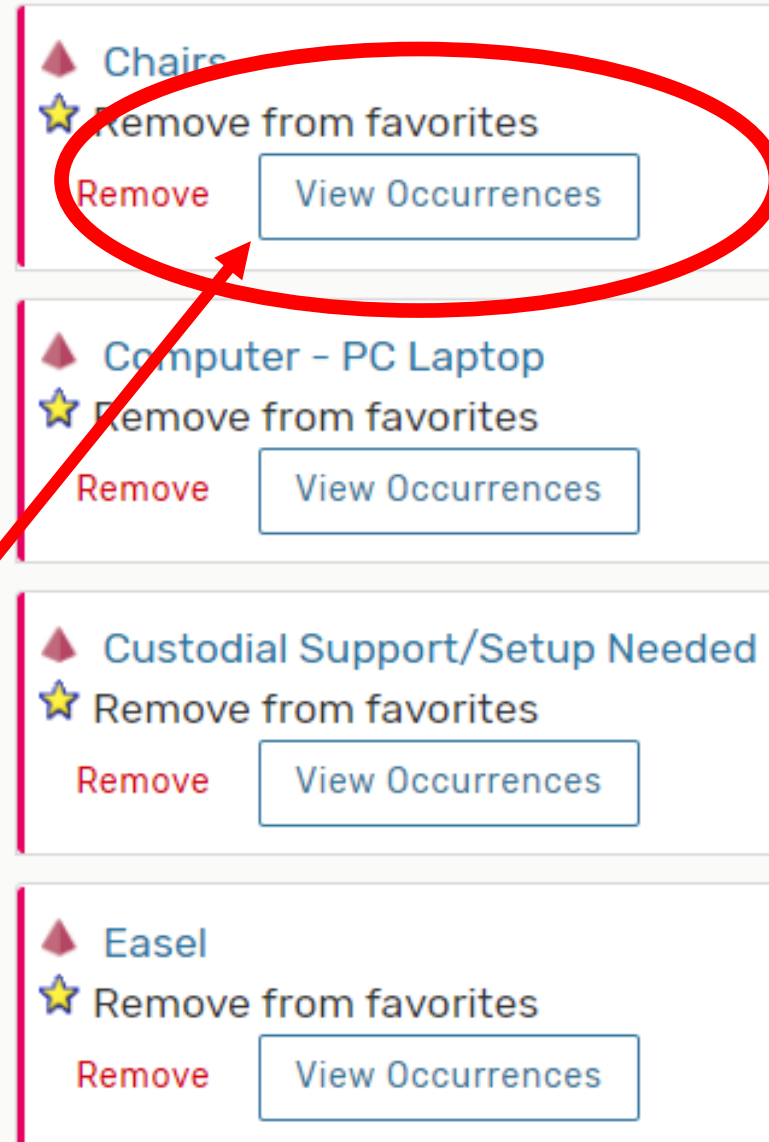 Chairs
Remove from favorites
Remove View Occurrences
Computer - PC Laptop
Remove from favorites
Remove View Occurrences
Custodial Support/Setup Needed
Remove from favorites
Remove View Occurrences
Easel
Remove from favorites
Remove View Occurrences